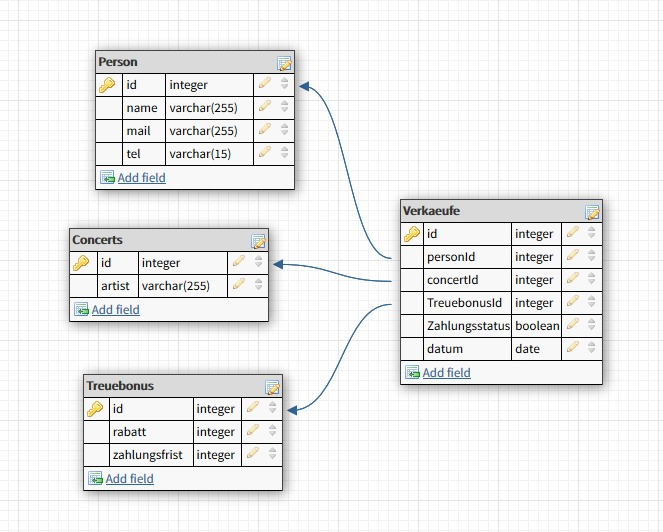 Person
id integer
name varchar(255)
mail varchar(255)
tel varchar(15)
Add field
Concerts
id integer
artist varchar(255)
Add field
Treuebonus
id integer
rabatt integer
zahlungsfrist integer
Add field
Verkaeufe
id integer
personId integer
concertId integer
TreuebonusId integer
Zahlungsstatus boolean
datum date
Add field